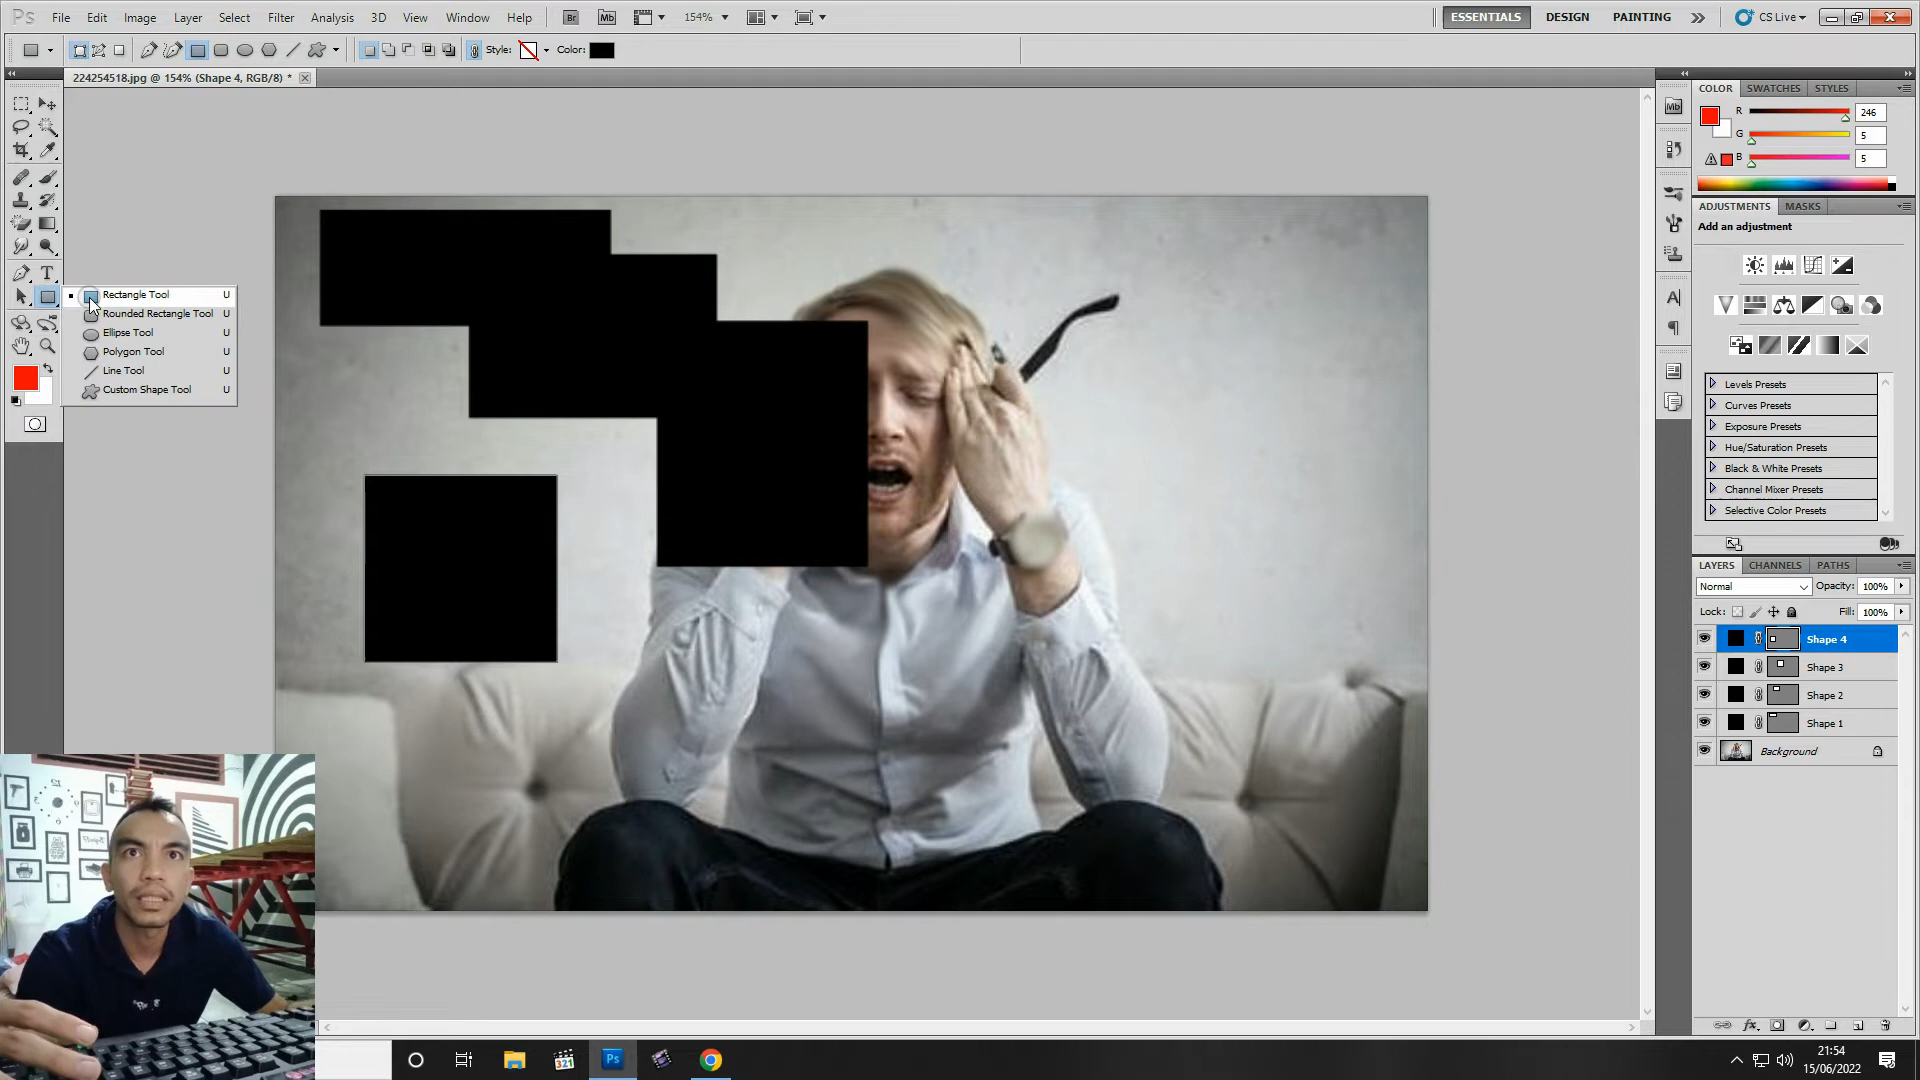 Ps File Edit Image Layer Select Filter Analysis 3D View Window Help Br Mb 154% ESSENTIALS DESIGN PAINTING CS Live
Style: Color:
224254518.jpg @ 154% (Shape 4, RGB/8) *
COLOR SWATCHES STYLES
R 246
G 5
B 5
ADJUSTMENTS MASKS
Add an adjustment
Rectangle Tool U
Rounded Rectangle Tool U
Ellipse Tool U
Polygon Tool U
Line Tool U
Custom Shape Tool U
Levels Presets
Curves Presets
Exposure Presets
Hue/Saturation Presets
Black & White Presets
Channel Mixer Presets
Selective Color Presets
LAYERS CHANNELS PATHS
Normal Opacity: 100%
Lock: Fill: 100%
Shape 4
Shape 3
Shape 2
Shape 1
Background
321 Ps
21:54
15/06/2022